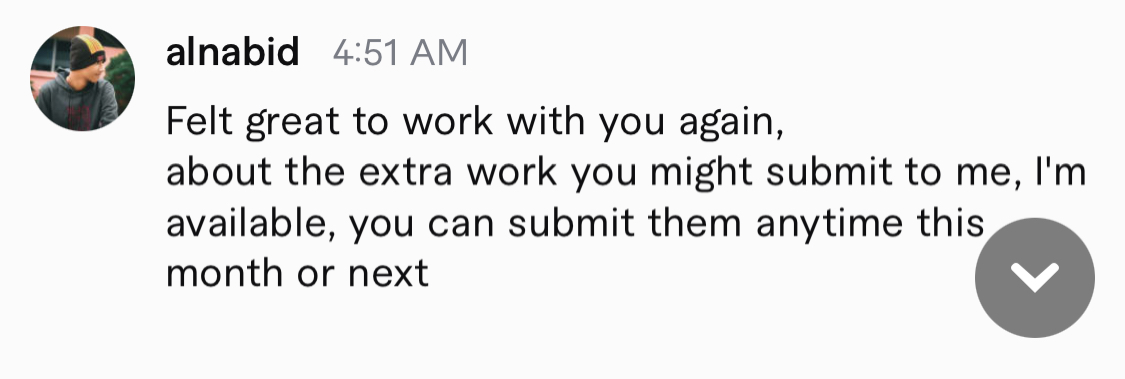 alnabid 4:51 AM
Felt great to work with you again,
about the extra work you might submit to me, I'm
available, you can submit them anytime this
month or next